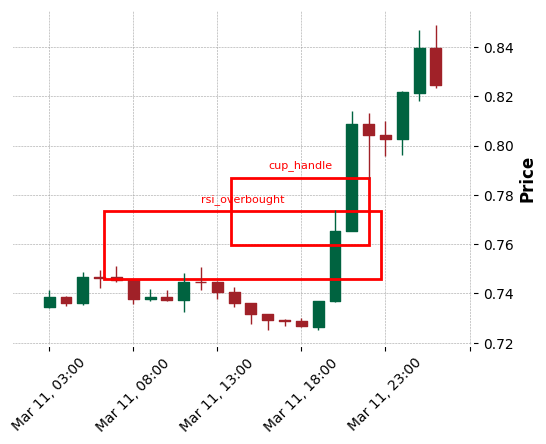 0.84
0.82
0.80
0.78
0.76
0.74
0.72
Price
cup_handle
rsi_overbought
Mar 11, 03:00
Mar 11, 08:00
Mar 11, 13:00
Mar 11, 18:00
Mar 11, 23:00